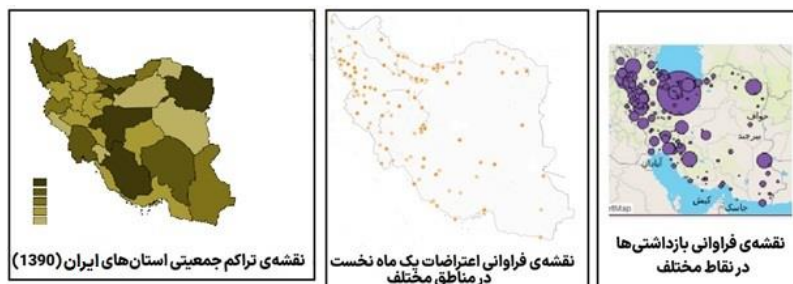 خواف
بیرجند
آبادان
کیش
جاسک
tMap
نقشه‌ی فراوانی بازداشتی‌ها
در نقاط مختلف
نقشه‌ی فراوانی اعتراضات یک ماه نخست
در مناطق مختلف
نقشه‌ی تراکم جمعیتی استان‌های ایران (1390)